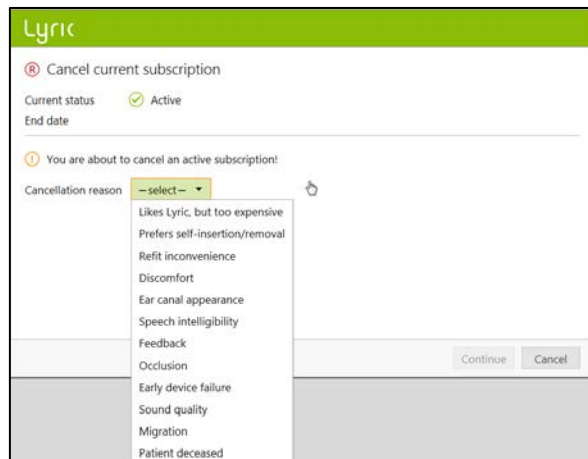 Lyric
R Cancel current subscription
Current status Active
End date
! You are about to cancel an active subscription!
Cancellation reason —select—
Likes Lyric, but too expensive
Prefers self-insertion/removal
Refit inconvenience
Discomfort
Ear canal appearance
Speech intelligibility
Feedback
Continue Cancel
Occlusion
Early device failure
Sound quality
Migration
Patient deceased